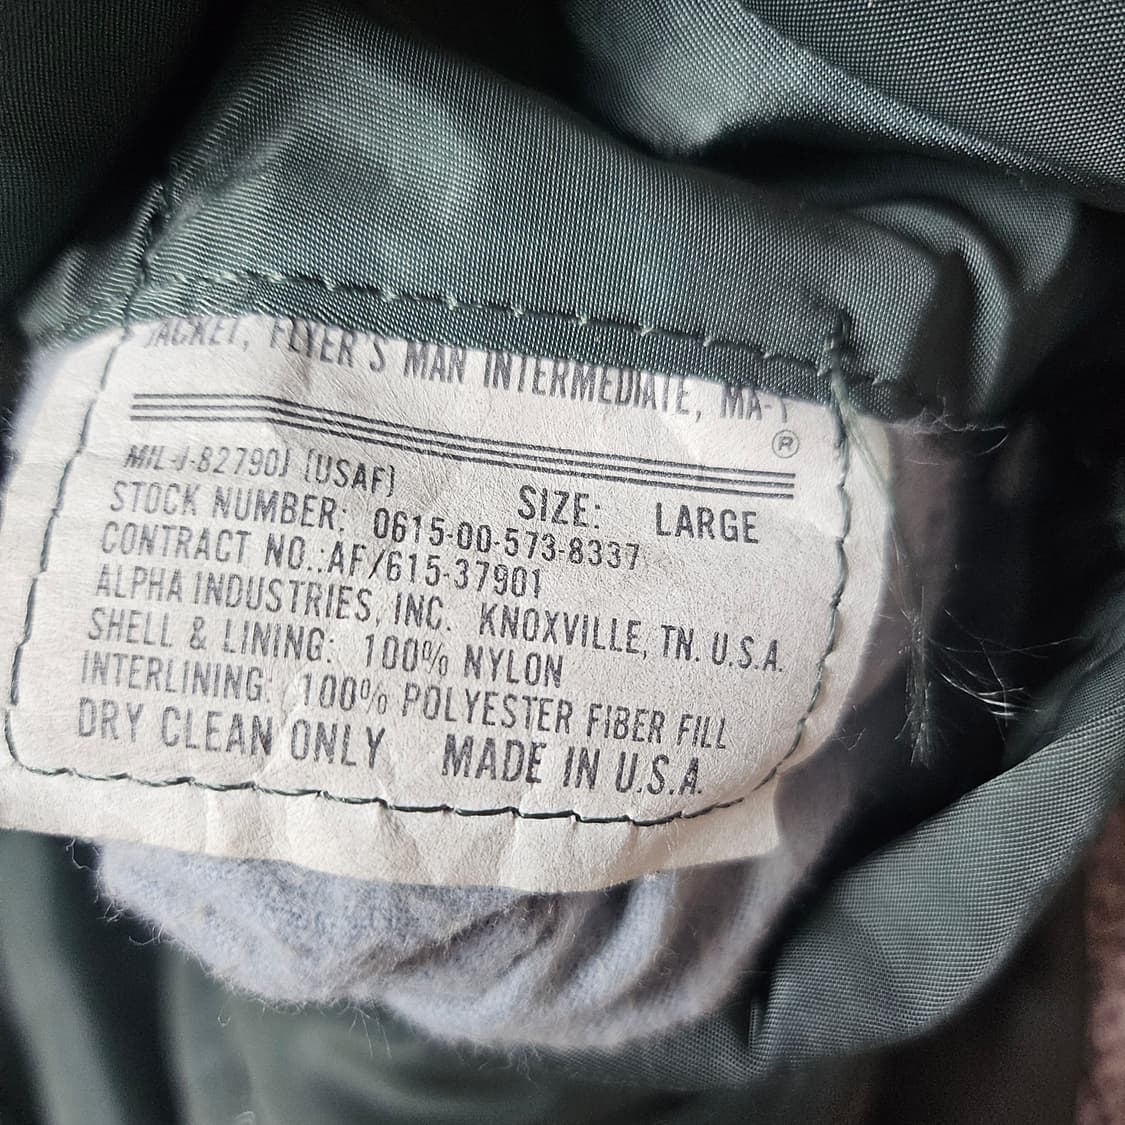 JACKET, FLYER'S MAN INTERMEDIATE, MA-1
®
MIL-J-8279OJ (USAF)
SIZE: LARGE
STOCK NUMBER: 0615-00-573-8337
CONTRACT NO.:AF/615-37901
ALPHA INDUSTRIES, INC. KNOXVILLE, TN. U.S.A.
SHELL & LINING: 100% NYLON
INTERLINING: 100% POLYESTER FIBER FILL
DRY CLEAN ONLY MADE IN U.S.A.